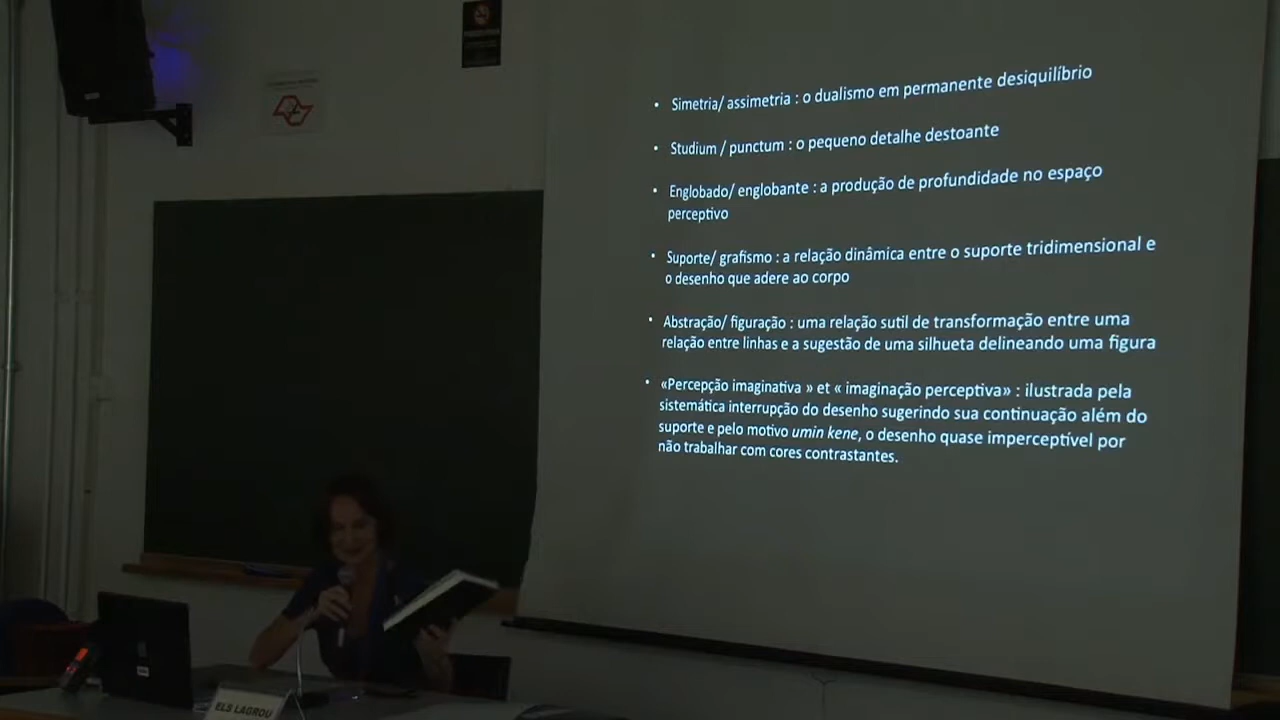 • Simetria/ assimetria : o dualismo em permanente desiquilíbrio
• Studium / punctum : o pequeno detalhe destoante
• Englobado/ englobante : a produção de profundidade no espaço
perceptivo
• Suporte/ grafismo : a relação dinâmica entre o suporte tridimensional e
o desenho que adere ao corpo
• Abstração/ figuração : uma relação sutil de transformação entre uma
relação entre linhas e a sugestão de uma silhueta delineando uma figura
• «Percepção imaginativa » et « imaginação perceptiva» : ilustrada pela
sistemática interrupção do desenho sugerindo sua continuação além do
suporte e pelo motivo umin kene, o desenho quase imperceptível por
não trabalhar com cores contrastantes.
ELS LAGROU